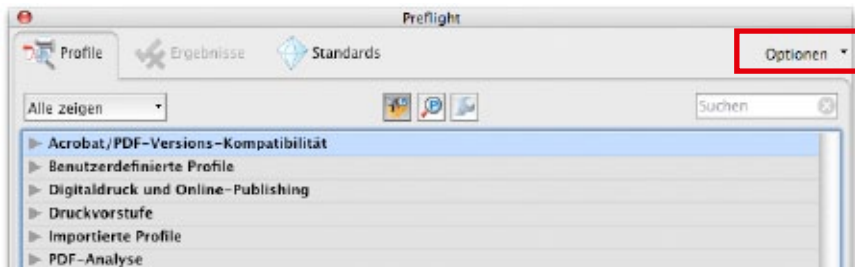 Preflight
Profile Ergebnisse Standards Optionen
Alle zeigen Suchen
Acrobat/PDF-Versions-Kompatibilität
Benutzerdefinierte Profile
Digitaldruck und Online-Publishing
Druckvorstufe
Importierte Profile
PDF-Analyse